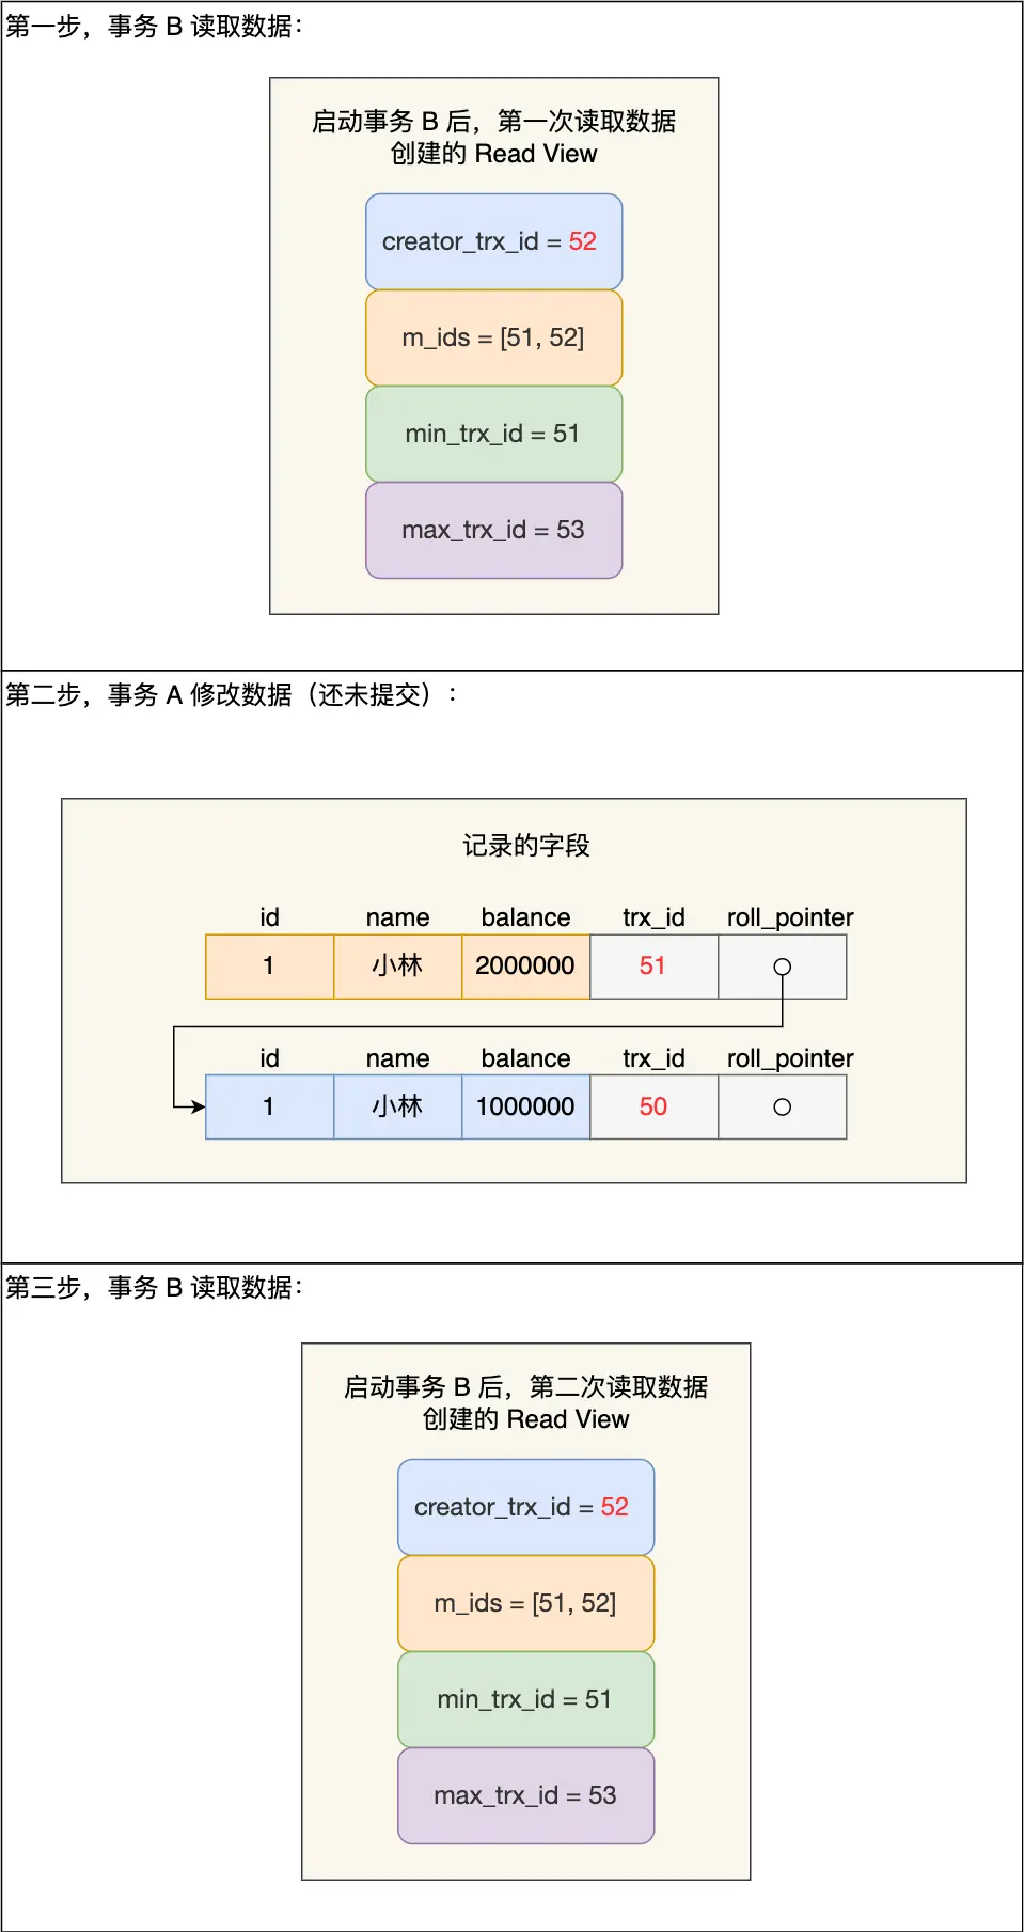 第一步，事务 B 读取数据：
启动事务 B 后，第一次读取数据
创建的 Read View
creator_trx_id = 52
m_ids = [51, 52]
min_trx_id = 51
max_trx_id = 53
第二步，事务 A 修改数据（还未提交）：
记录的字段
id name balance trx_id roll_pointer
1 小林 2000000 51
id name balance trx_id roll_pointer
1 小林 1000000 50
第三步，事务 B 读取数据：
启动事务 B 后，第二次读取数据
创建的 Read View
creator_trx_id = 52
m_ids = [51, 52]
min_trx_id = 51
max_trx_id = 53